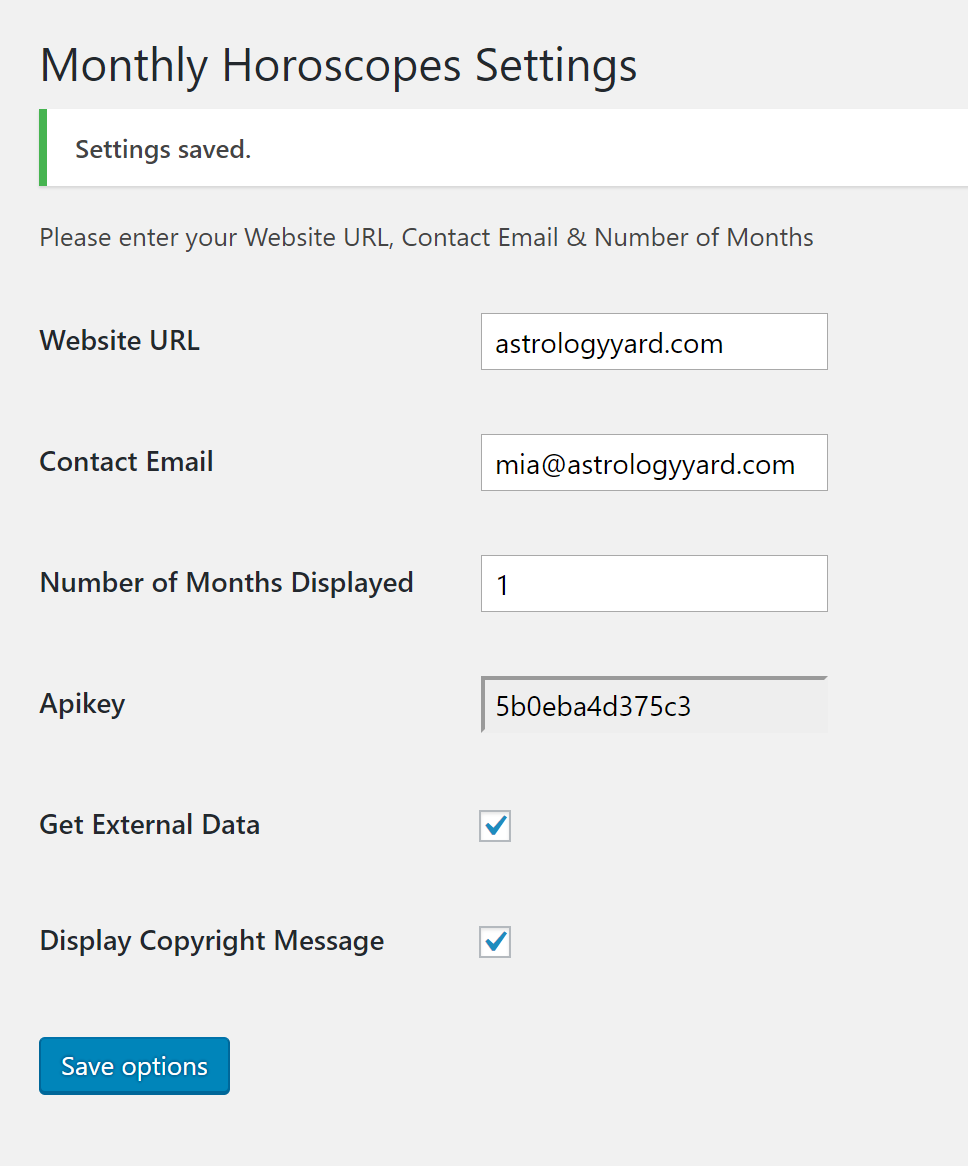 Monthly Horoscopes Settings
Settings saved.
Please enter your Website URL, Contact Email & Number of Months
Website URL
astrologyyard.com
Contact Email
mia@astrologyyard.com
Number of Months Displayed
1
Apikey
5b0eba4d375c3
Get External Data
Display Copyright Message
Save options